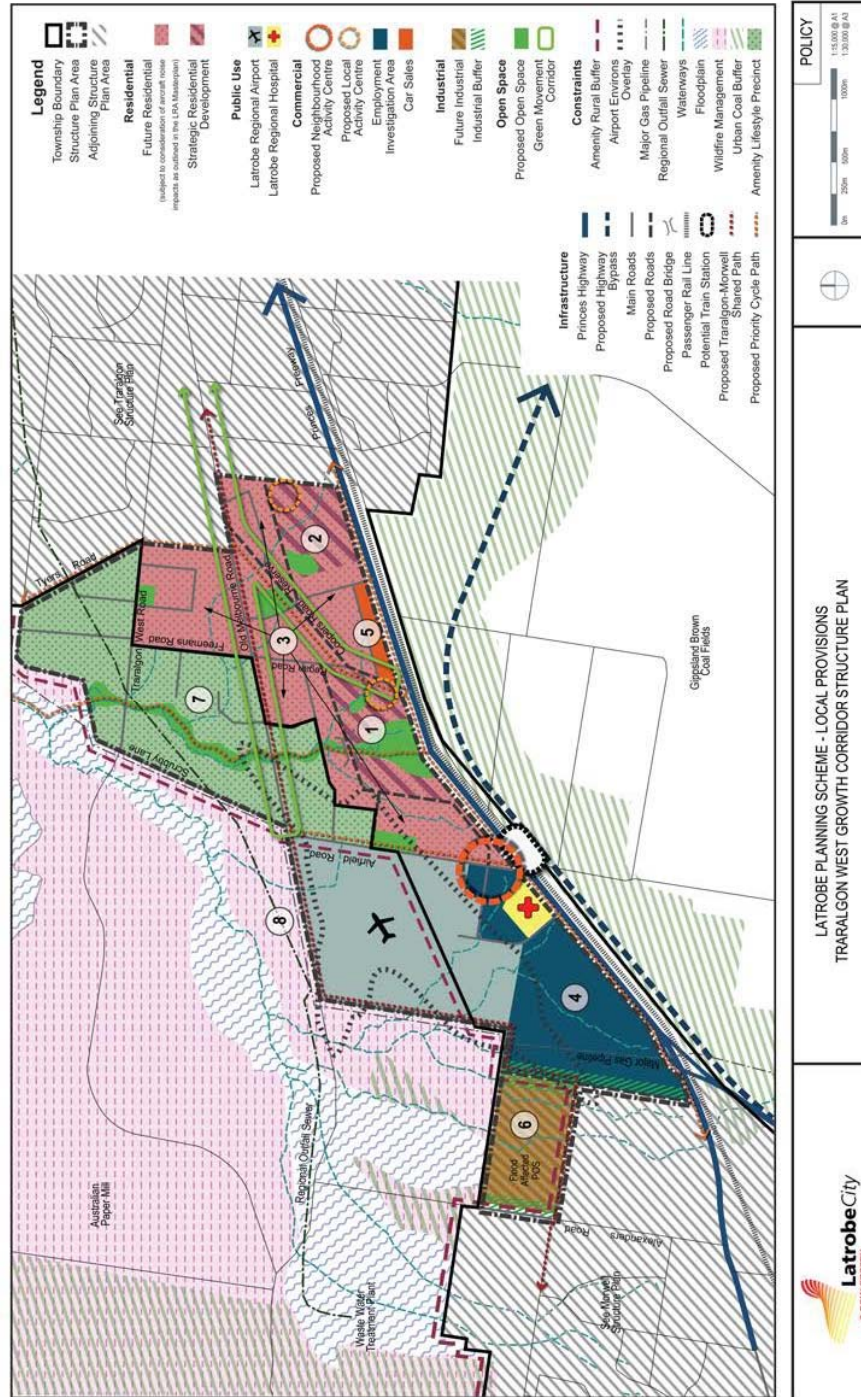 Legend
Township Boundary
Structure Plan Area
Adjoining Structure
Plan Area
Residential
Future Residential
(subject to consideration of aircraft noise
impacts as outlined in the LRA Masterplan)
Strategic Residential
Development
Public Use
Latrobe Regional Airport
Latrobe Regional Hospital
Commercial
Proposed Neighbourhood
Activity Centre
Proposed Local
Activity Centre
Employment
Investigation Area
Car Sales
Industrial
Future Industrial
Industrial Buffer
Open Space
Proposed Open Space
Green Movement
Corridor
Constraints
Amenity Rural Buffer
Airport Environs
Overlay
Major Gas Pipeline
Regional Outfall Sewer
Waterways
Floodplain
Wildfire Management
Urban Coal Buffer
Amenity Lifestyle Precinct
Infrastructure
Princes Highway
Proposed Highway
Bypass
Main Roads
Proposed Roads
Proposed Road Bridge
Passenger Rail Line
Potential Train Station
Proposed Traralgon-Morwell
Shared Path
Proposed Priority Cycle Path
See Traralgon
Structure Plan
Tyers Road
Traralgon West Road
Freemans Road
Old Melbourne Road
Coopers Road Reserve
Regan Road
Scrubby Lane
Airfield Road
Princes Freeway
Gippsland Brown
Coal Fields
Australian
Paper Mill
Regional Outfall Sewer
Waste Water
Treatment Plant
Major Gas Pipeline
Flood
Affected
POS
Alexanders Road
See Morwell
Structure Plan
1
2
3
4
5
6
7
8
LatrobeCity
LATROBE PLANNING SCHEME - LOCAL PROVISIONS
TRARALGON WEST GROWTH CORRIDOR STRUCTURE PLAN
POLICY
1:15,000 @ A1
1:30,000 @ A3
0m 250m 500m 1000m